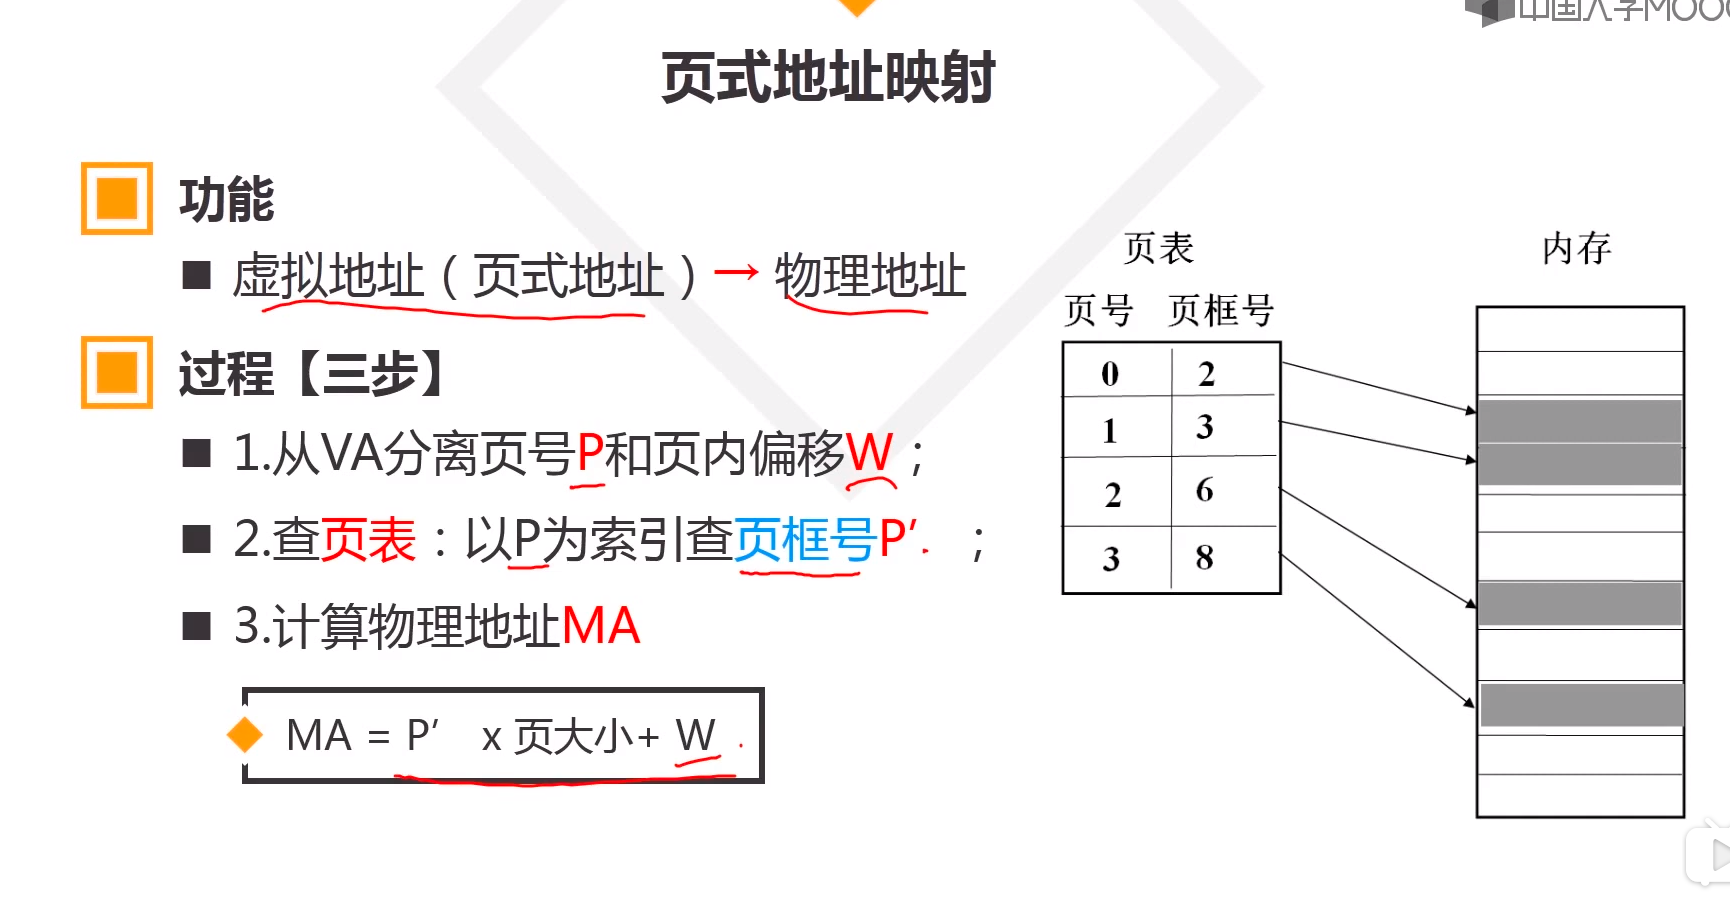 中国大学MOOC
页式地址映射
功能
虚拟地址（页式地址）→ 物理地址
过程【三步】
1.从VA分离页号P和页内偏移W；
2.查页表：以P为索引查页框号P′ ；
3.计算物理地址MA
MA = P′ x 页大小+ W
页表
页号 页框号
0 2
1 3
2 6
3 8
内存